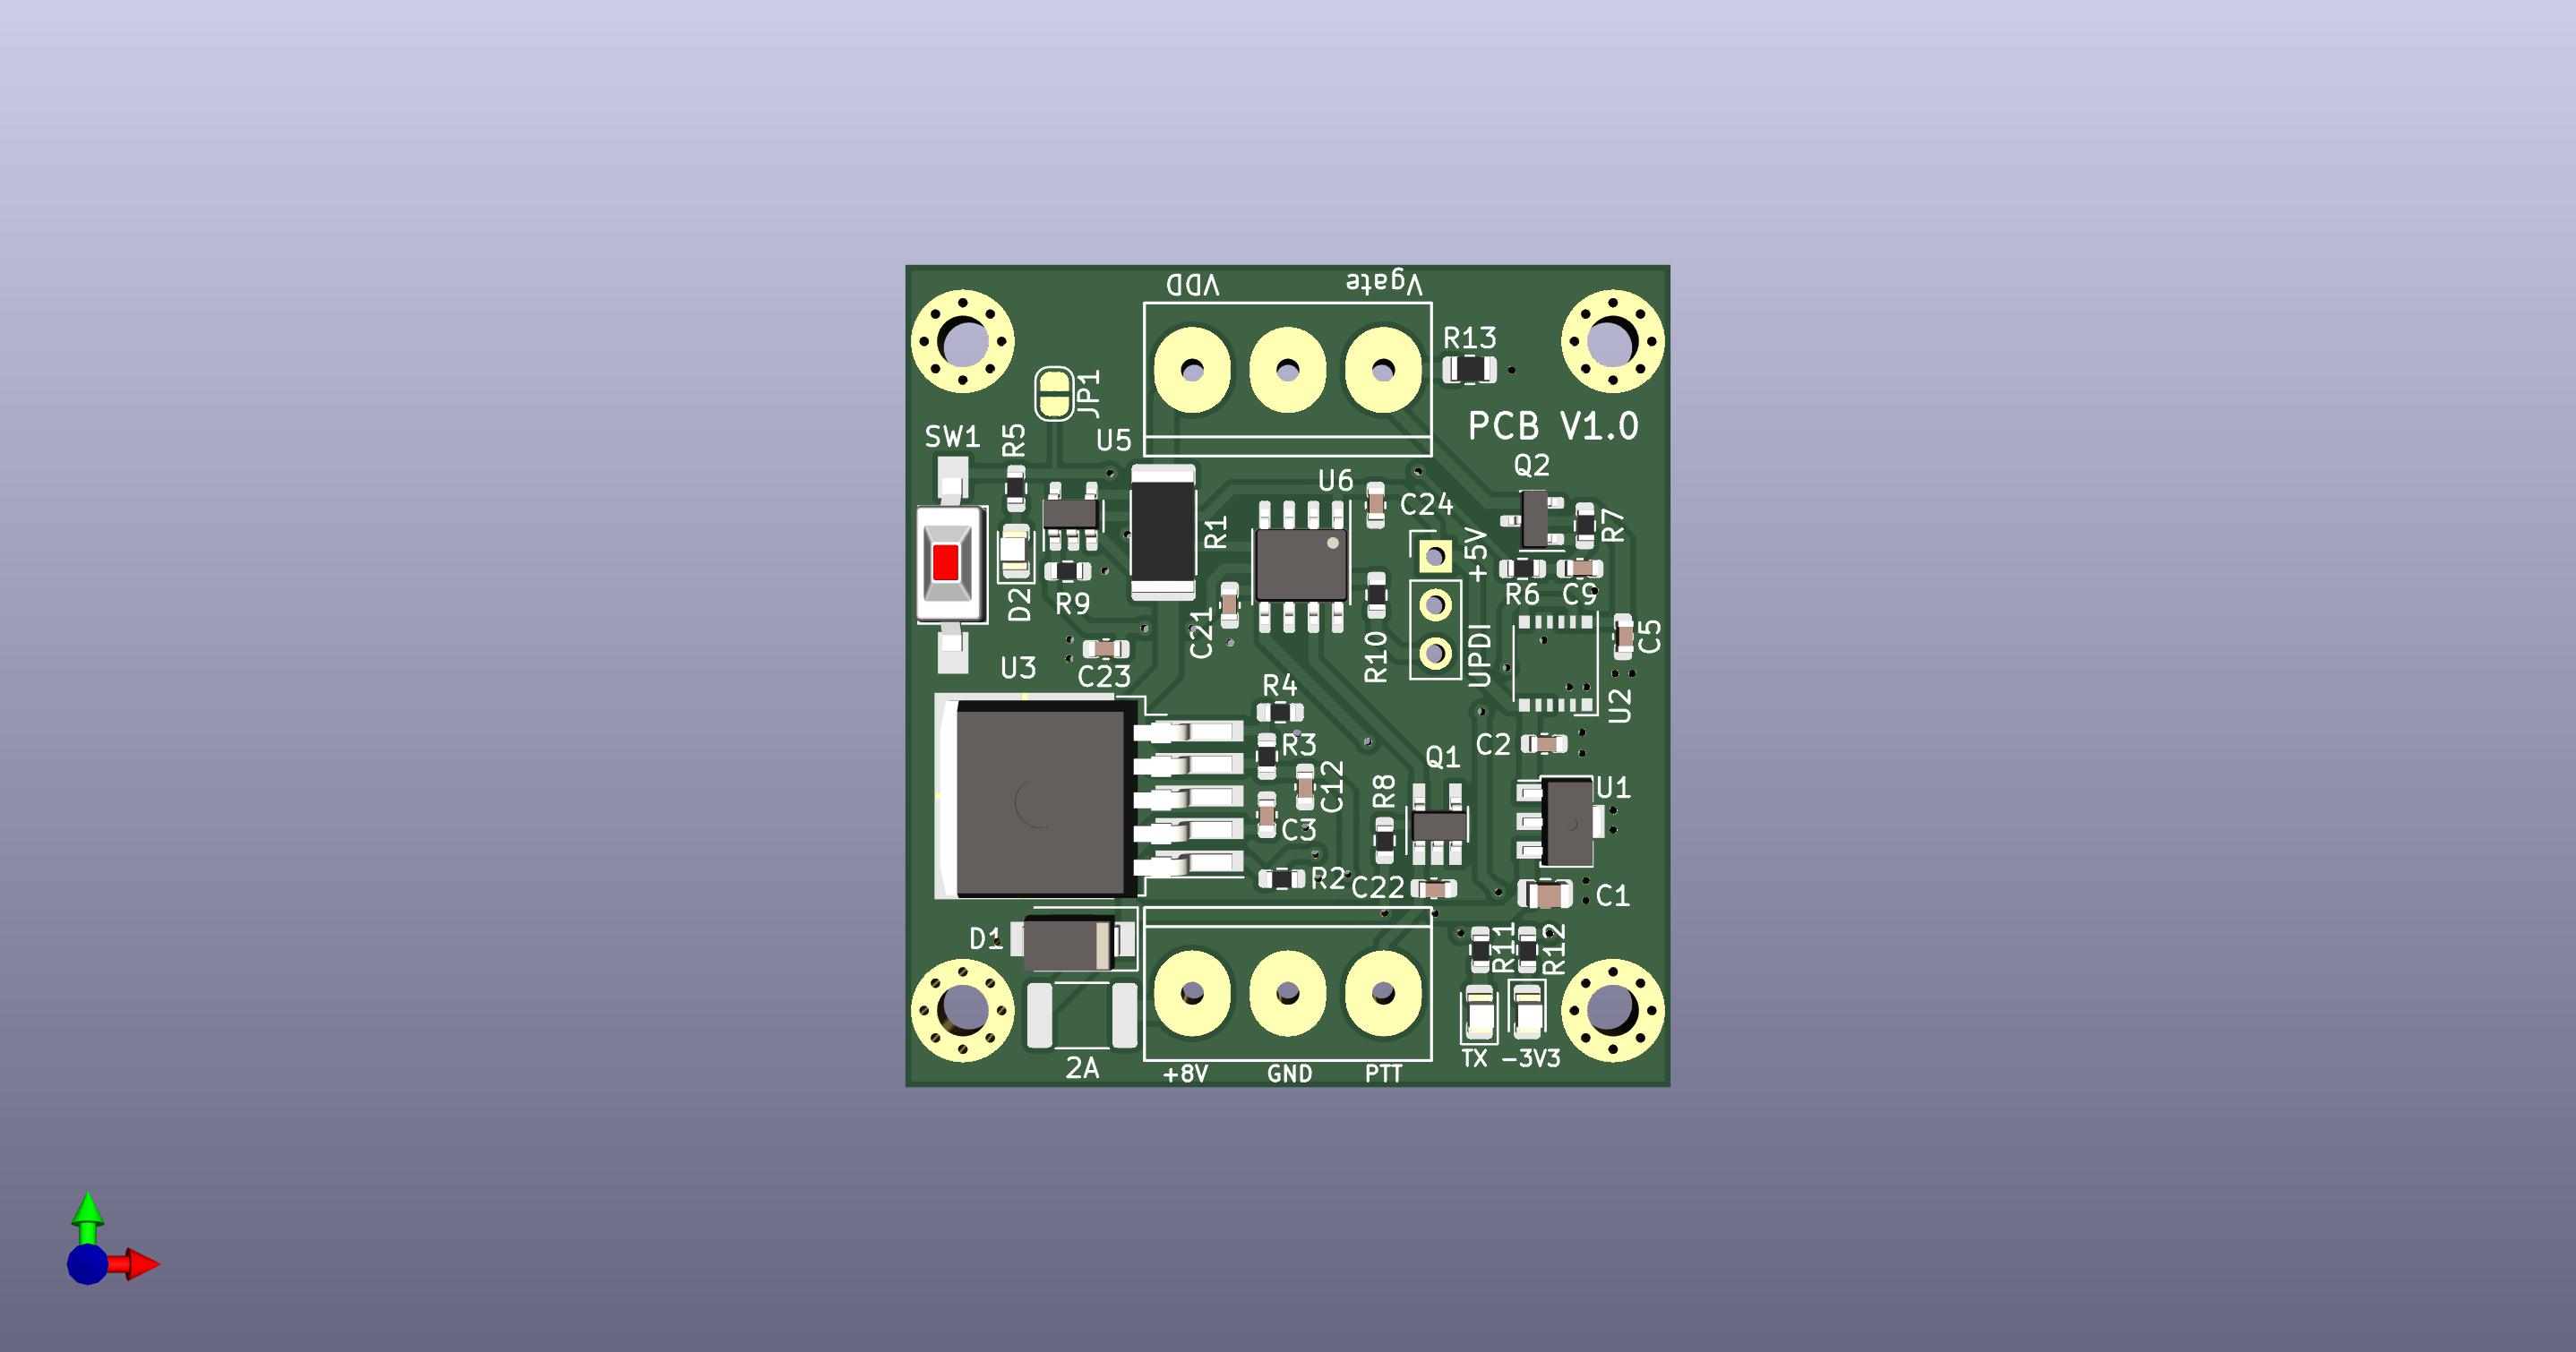 VDD
Vgate
R13
JP1
PCB V1.0
SW1
R5
U5
Q2
U6
C24
R1
R7
+5V
D2
R9
R6
C9
C21
C5
R10
UPDI
U3
C23
R4
U2
R3
C2
Q1
C12
R8
U1
C3
R2
C22
C1
D1
R11
R12
2A
+8V
GND
PTT
TX
-3V3